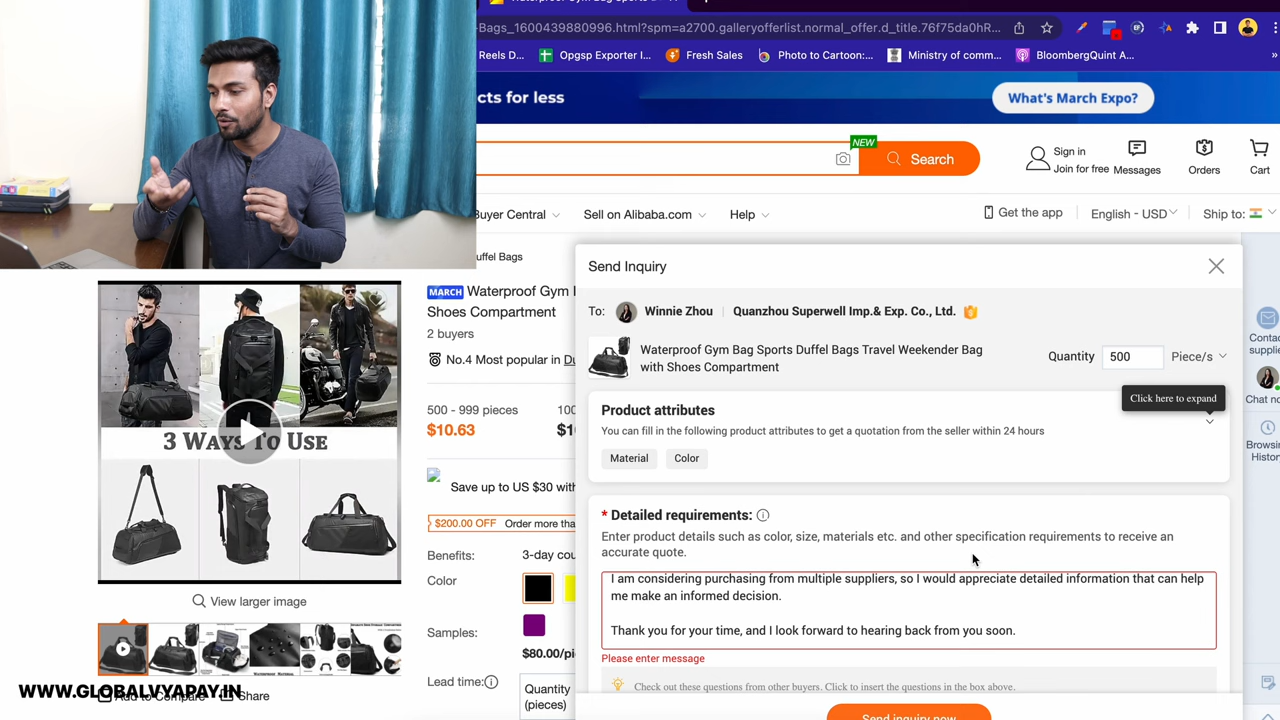 -Bags_1600439880996.html?spm=a2700.galleryofferlist.normal_offer.d_title.76f75da0hR...
Reels D...
Opgsp Exporter I...
Fresh Sales
Photo to Cartoon:...
Ministry of comm...
BloombergQuint A...
»
cts for less
What's March Expo?
NEW
Search
Sign in
Join for free
Messages
Orders
Cart
Buyer Central
Sell on Alibaba.com
Help
Get the app
English - USD
Ship to:
uffel Bags
MARCH Waterproof Gym
Shoes Compartment
2 buyers
No.4 Most popular in Du
500 - 999 pieces
$10.63
Save up to US $30 with
$200.00 OFF Order more than
Benefits:
3-day cou
Color
Samples:
$80.00/pi
Lead time:
Quantity
(pieces)
3 WAYS TO USE
View larger image
Add to Compare
Share
WWW.GLOBALVYAPAY.IN
Send Inquiry
To: Winnie Zhou
Quanzhou Superwell Imp.& Exp. Co., Ltd.
Waterproof Gym Bag Sports Duffel Bags Travel Weekender Bag
with Shoes Compartment
Quantity 500 Piece/s
Click here to expand
Product attributes
You can fill in the following product attributes to get a quotation from the seller within 24 hours
Material
Color
* Detailed requirements:
Enter product details such as color, size, materials etc. and other specification requirements to receive an
accurate quote.
I am considering purchasing from multiple suppliers, so I would appreciate detailed information that can help
me make an informed decision.
Thank you for your time, and I look forward to hearing back from you soon.
Please enter message
Check out these questions from other buyers. Click to insert the questions in the box above.
Send inquiry now
Contac
supplie
Chat no
Browsin
History